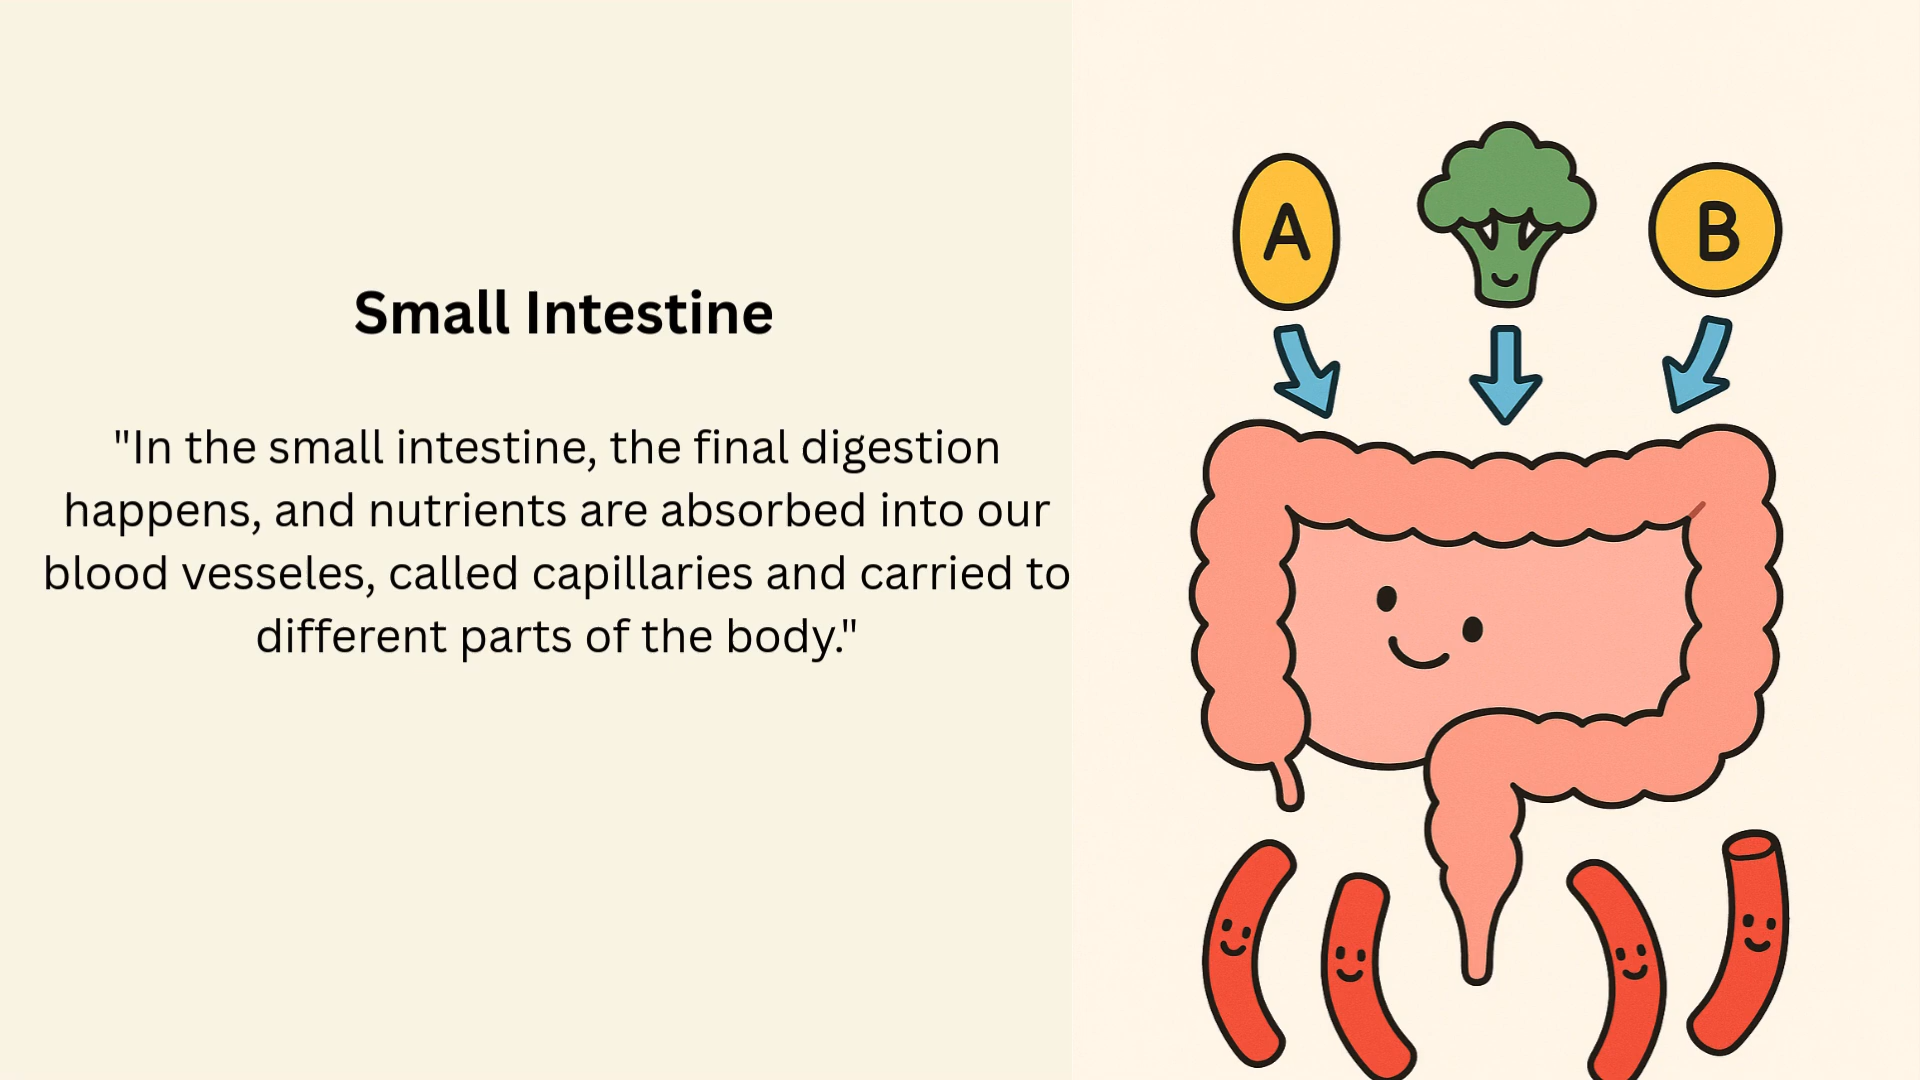 Small Intestine
"In the small intestine, the final digestion
happens, and nutrients are absorbed into our
blood vesseles, called capillaries and carried to
different parts of the body."
A
B